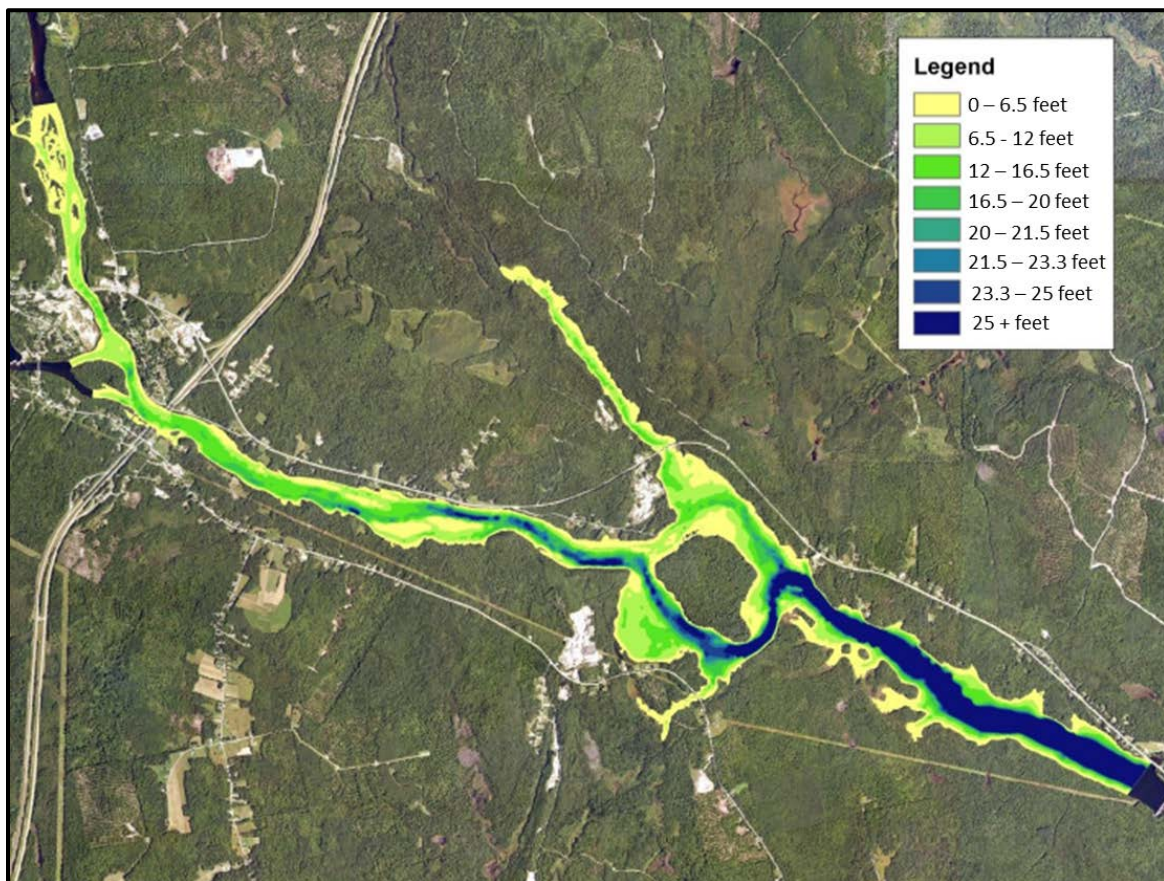 Legend
0 – 6.5 feet
6.5 - 12 feet
12 – 16.5 feet
16.5 – 20 feet
20 – 21.5 feet
21.5 – 23.3 feet
23.3 – 25 feet
25 + feet